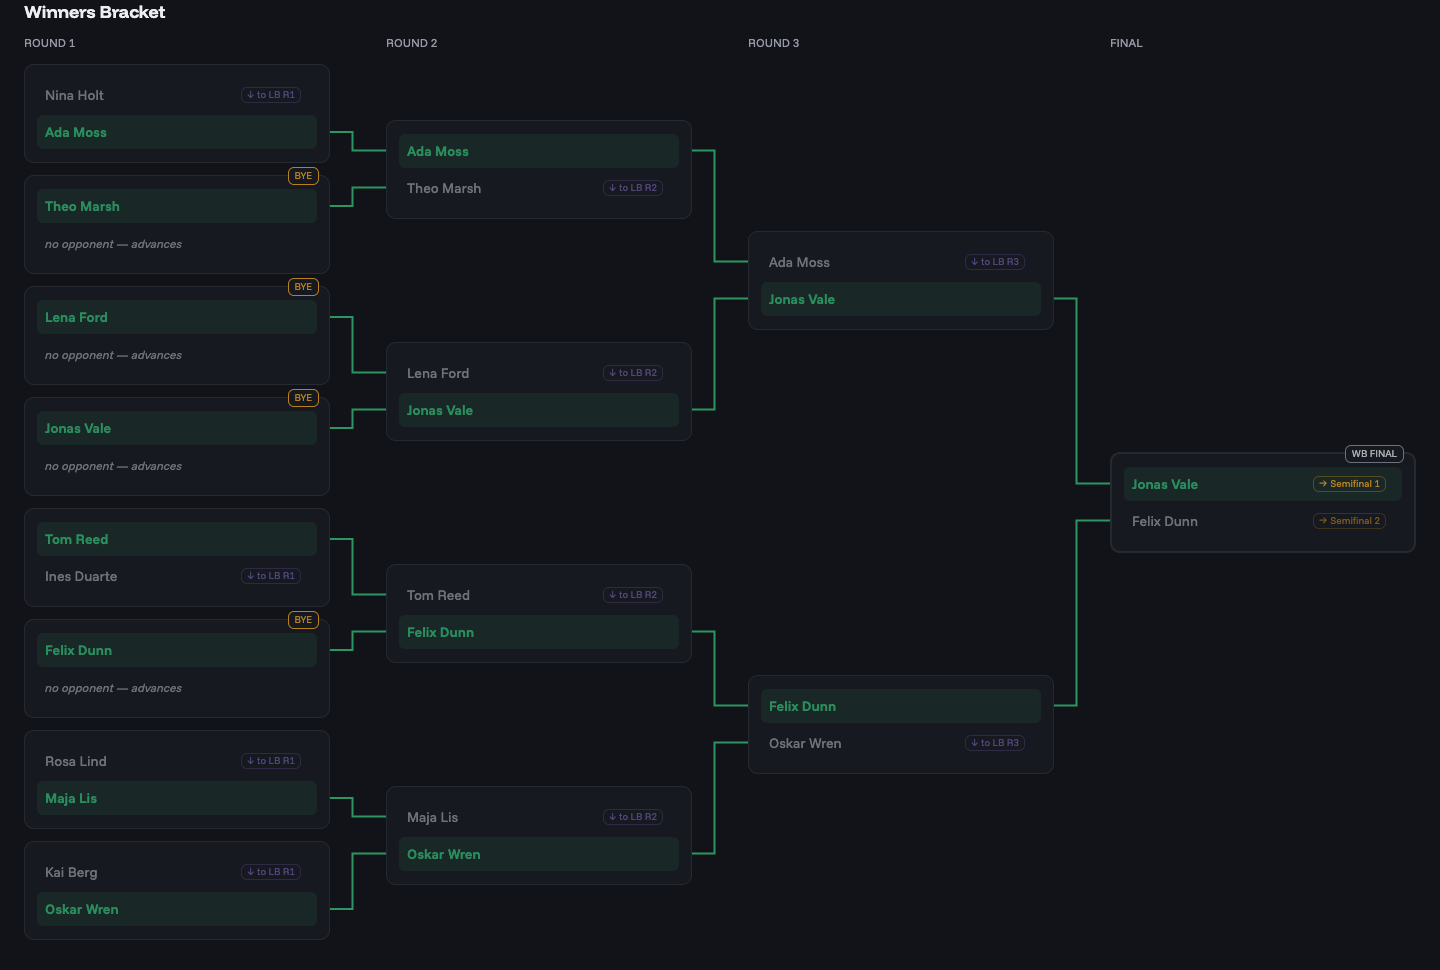 Winners Bracket
ROUND 1
Nina Holt ↓ to LB R1
Ada Moss
BYE
Theo Marsh
no opponent — advances
BYE
Lena Ford
no opponent — advances
BYE
Jonas Vale
no opponent — advances
Tom Reed
Ines Duarte ↓ to LB R1
BYE
Felix Dunn
no opponent — advances
Rosa Lind ↓ to LB R1
Maja Lis
Kai Berg ↓ to LB R1
Oskar Wren
ROUND 2
Ada Moss
Theo Marsh ↓ to LB R2
Lena Ford ↓ to LB R2
Jonas Vale
Tom Reed ↓ to LB R2
Felix Dunn
Maja Lis ↓ to LB R2
Oskar Wren
ROUND 3
Ada Moss ↓ to LB R3
Jonas Vale
Felix Dunn
Oskar Wren ↓ to LB R3
FINAL
WB FINAL
Jonas Vale → Semifinal 1
Felix Dunn → Semifinal 2